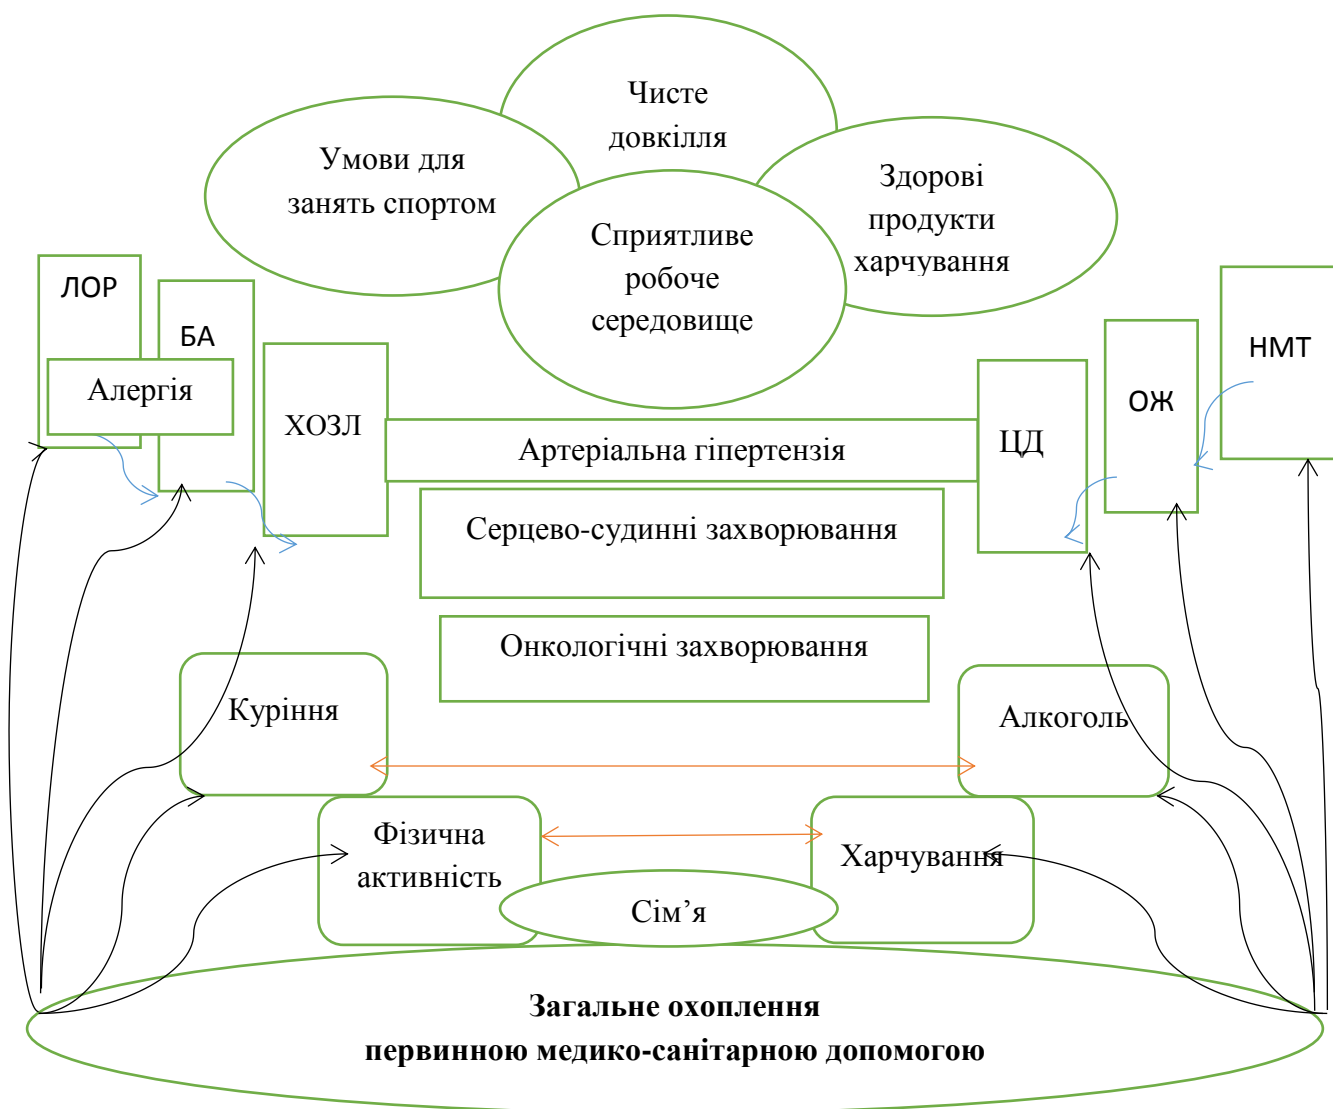 Чисте
довкілля
Умови для
занять спортом
Здорові
продукти
харчування
Сприятливе
робоче
середовище
ЛОР
БА
Алергія
ХОЗЛ
Артеріальна гіпертензія
ЦД
ОЖ
НМТ
Серцево-судинні захворювання
Онкологічні захворювання
Куріння
Алкоголь
Фізична
активність
Харчування
Сім’я
Загальне охоплення
первинною медико-санітарною допомогою